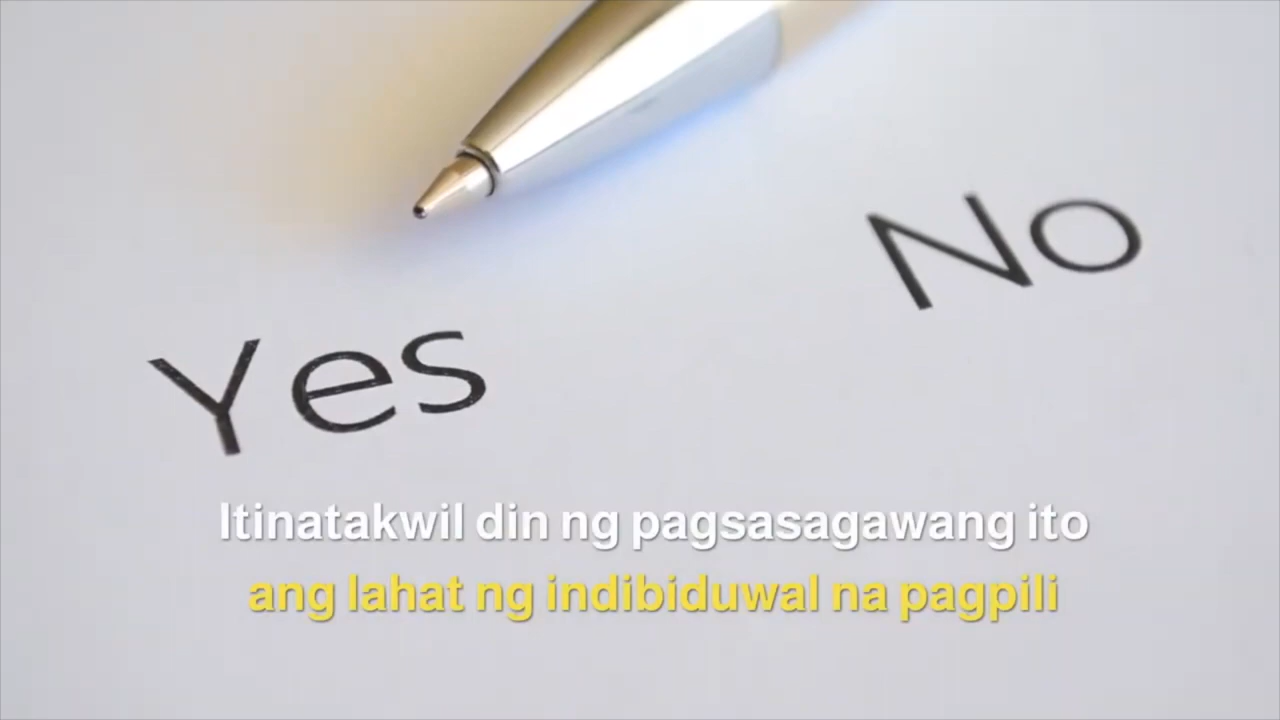 No
Yes
Itinatakwil din ng pagsasagawang ito
ang lahat ng indibiduwal na pagpili